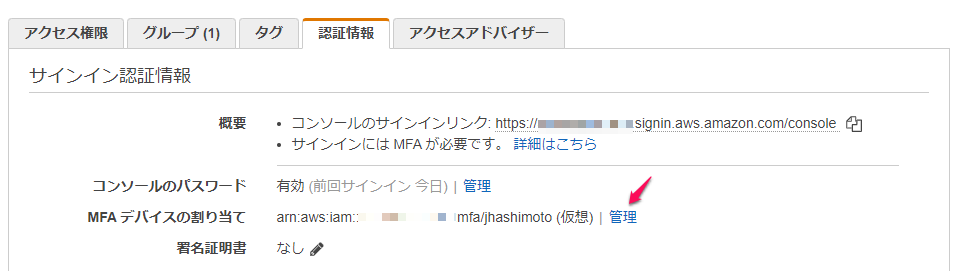 アクセス権限 グループ (1) タグ 認証情報 アクセスアドバイザー
サインイン認証情報
概要 • コンソールのサインインリンク: https:// signin.aws.amazon.com/console
• サインインには MFA が必要です。 詳細はこちら
コンソールのパスワード 有効 (前回サインイン 今日) | 管理
MFA デバイスの割り当て arn:aws:iam:: mfa/jhashimoto (仮想) | 管理
署名証明書 なし